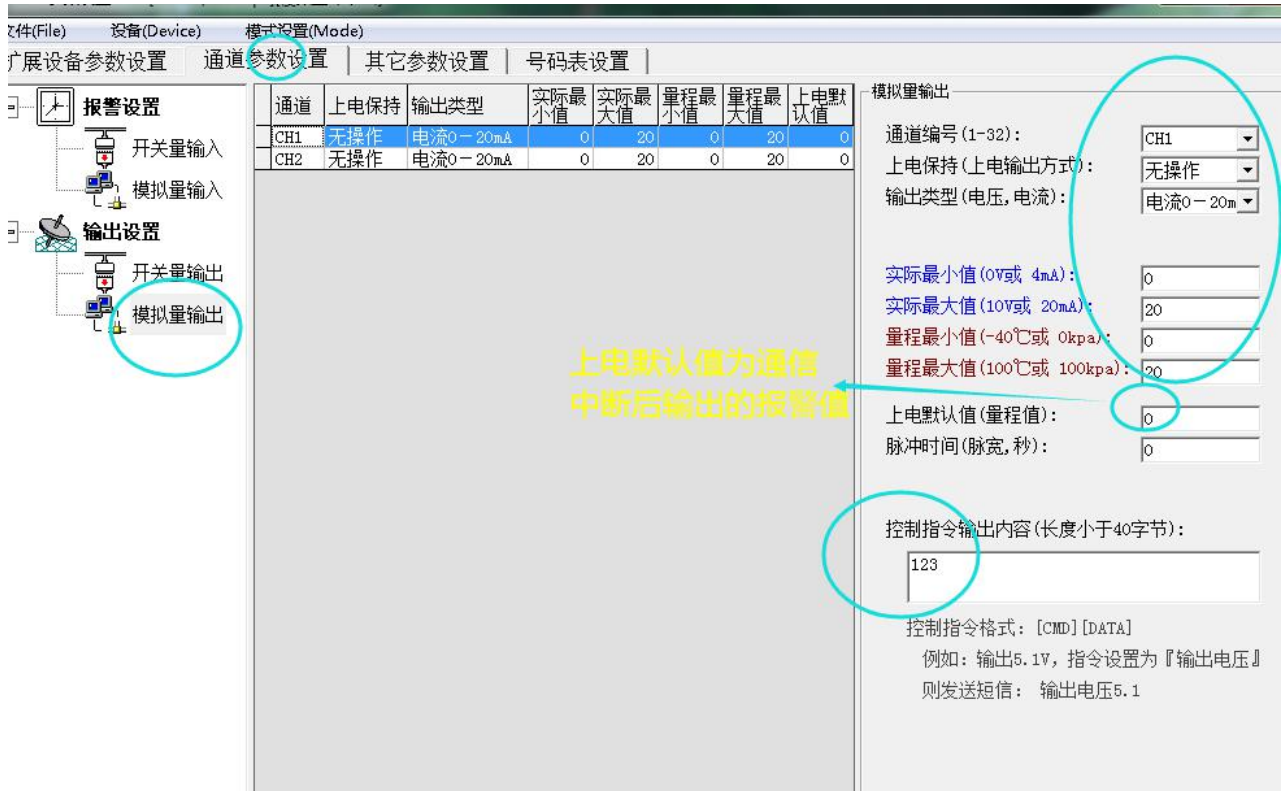 文件(File) 设备(Device) 模式设置(Mode)
扩展设备参数设置 通道参数设置 其它参数设置 号码表设置
报警设置
开关量输入
模拟量输入
输出设置
开关量输出
模拟量输出
通道 上电保持 输出类型 实际最小值 实际最大值 量程最小值 量程最大值 上电默认值
CH1 无操作 电流0-20mA 0 20 0 20 0
CH2 无操作 电流0-20mA 0 20 0 20 0
上电默认值为通信
中断后输出的报警值
模拟量输出
通道编号(1-32): CH1
上电保持(上电输出方式): 无操作
输出类型(电压,电流): 电流0-20m
实际最小值(0V或 4mA): 0
实际最大值(10V或 20mA): 20
量程最小值(-40℃或 0kpa): 0
量程最大值(100℃或 100kpa): 20
上电默认值(量程值): 0
脉冲时间(脉宽,秒): 0
控制指令输出内容(长度小于40字节):
123
控制指令格式: [CMD][DATA]
例如: 输出5.1V, 指令设置为『输出电压』
则发送短信: 输出电压5.1